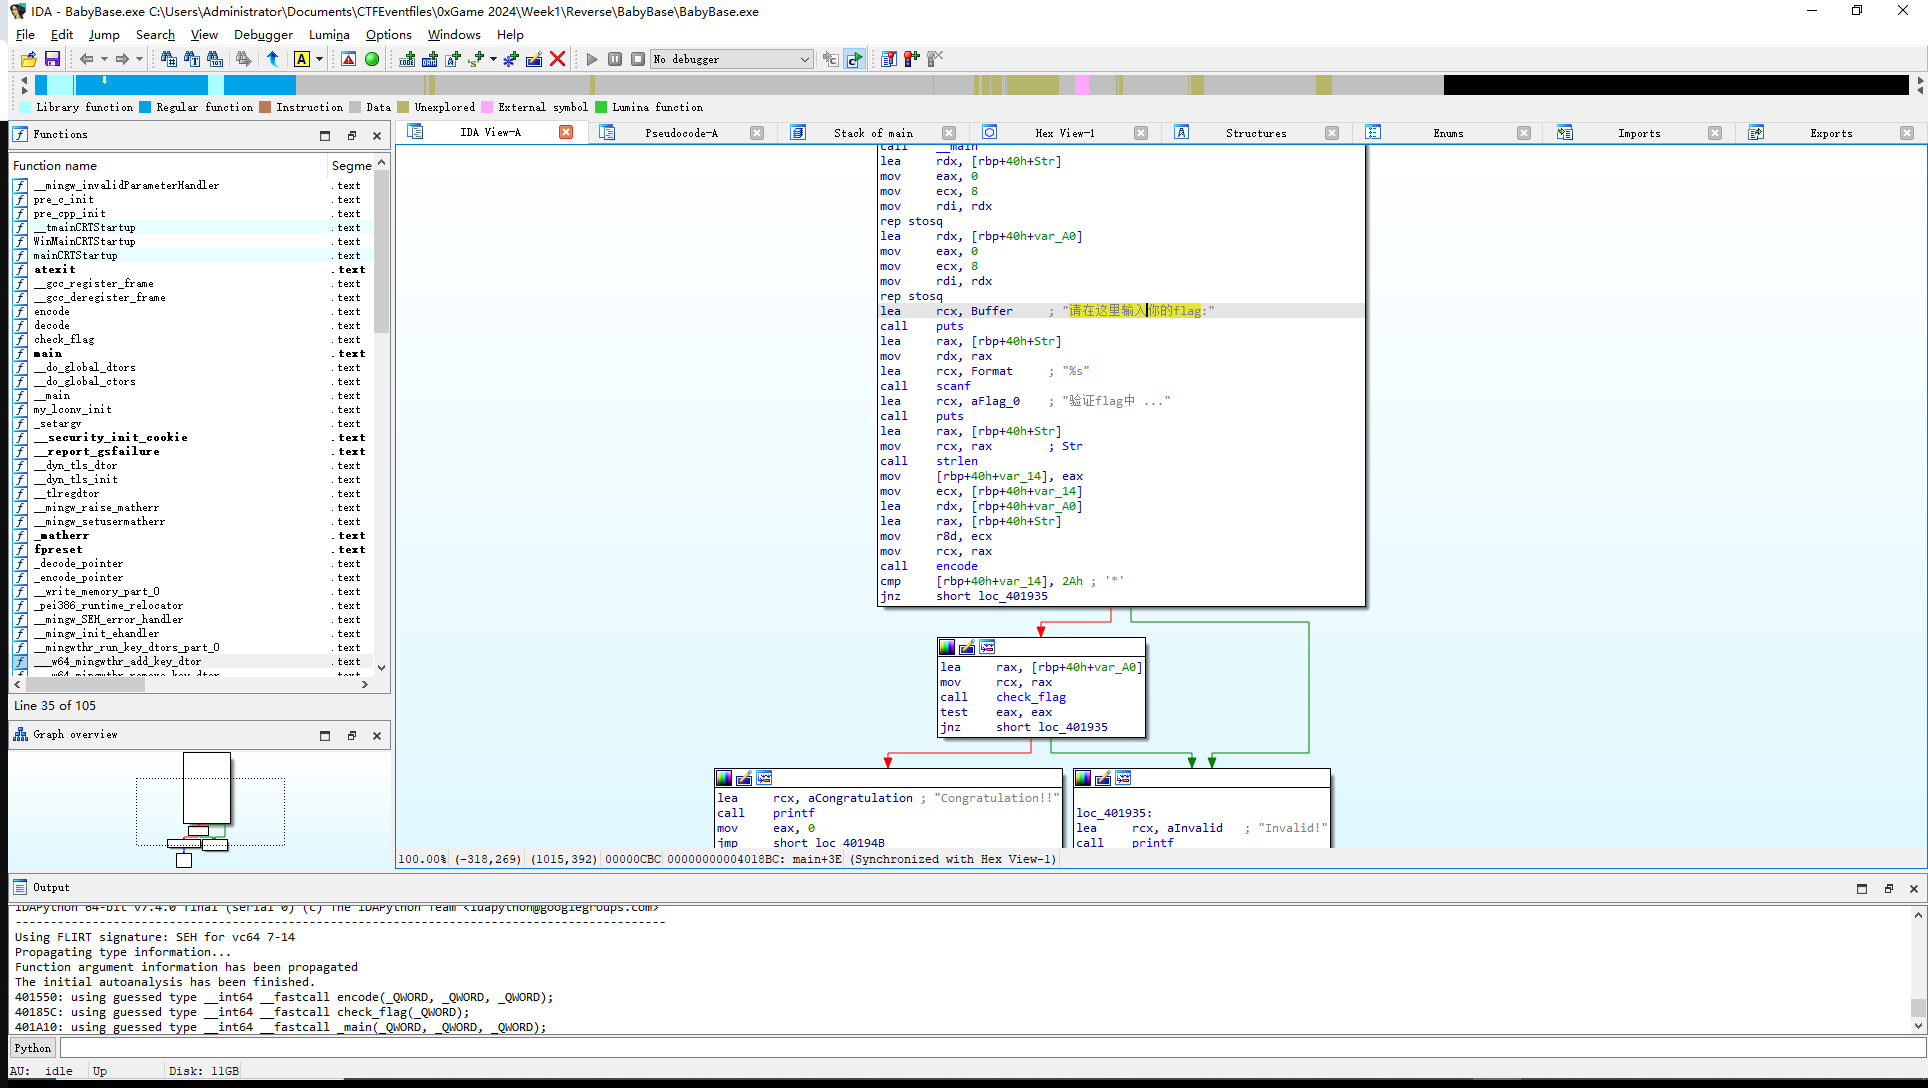 IDA - BabyBase.exe C:\Users\Administrator\Documents\CTFEventfiles\0xGame 2024\Week1\Reverse\BabyBase\BabyBase.exe
File Edit Jump Search View Debugger Lumina Options Windows Help
No debugger
Library function Regular function Instruction Data Unexplored External symbol Lumina function
Functions
IDA View-A Pseudocode-A Stack of main Hex View-1 Structures Enums Imports Exports
Function name Segme
__mingw_invalidParameterHandler .text
pre_c_init .text
pre_cpp_init .text
__tmainCRTStartup .text
WinMainCRTStartup .text
mainCRTStartup .text
atexit .text
__gcc_register_frame .text
__gcc_deregister_frame .text
encode .text
decode .text
check_flag .text
main .text
__do_global_dtors .text
__do_global_ctors .text
__main .text
my_lconv_init .text
_setargv .text
__security_init_cookie .text
__report_gsfailure .text
__dyn_tls_dtor .text
__dyn_tls_init .text
__tlregdtor .text
__mingw_raise_matherr .text
__mingw_setusermatherr .text
_matherr .text
fpreset .text
_decode_pointer .text
_encode_pointer .text
__write_memory_part_0 .text
_pei386_runtime_relocator .text
__mingw_SEH_error_handler .text
__mingw_init_ehandler .text
__mingwthr_run_key_dtors_part_0 .text
___w64_mingwthr_add_key_dtor .text
___w64_mingwthr_remove_key_dtor .text
Line 35 of 105
Graph overview
call __main
lea rdx, [rbp+40h+Str]
mov eax, 0
mov ecx, 8
mov rdi, rdx
rep stosq
lea rdx, [rbp+40h+var_A0]
mov eax, 0
mov ecx, 8
mov rdi, rdx
rep stosq
lea rcx, Buffer ; "请在这里输入你的flag:"
call puts
lea rax, [rbp+40h+Str]
mov rdx, rax
lea rcx, Format ; "%s"
call scanf
lea rcx, aFlag_0 ; "验证flag中 ..."
call puts
lea rax, [rbp+40h+Str]
mov rcx, rax ; Str
call strlen
mov [rbp+40h+var_14], eax
mov ecx, [rbp+40h+var_14]
lea rdx, [rbp+40h+var_A0]
lea rax, [rbp+40h+Str]
mov r8d, ecx
mov rcx, rax
call encode
cmp [rbp+40h+var_14], 2Ah ; '*'
jnz short loc_401935
lea rax, [rbp+40h+var_A0]
mov rcx, rax
call check_flag
test eax, eax
jnz short loc_401935
lea rcx, aCongratulation ; "Congratulation!!"
call printf
mov eax, 0
jmp short loc_40194B
loc_401935:
lea rcx, aInvalid ; "Invalid!"
call printf
100.00% (-318,269) (1015,392) 00000CBC 00000000004018BC: main+3E (Synchronized with Hex View-1)
Output
IDAPython 64-bit v7.4.0 final (serial 0) (c) The IDAPython Team <idapython@googlegroups.com>
Using FLIRT signature: SEH for vc64 7-14
Propagating type information...
Function argument information has been propagated
The initial autoanalysis has been finished.
401550: using guessed type __int64 __fastcall encode(_QWORD, _QWORD, _QWORD);
40185C: using guessed type __int64 __fastcall check_flag(_QWORD);
401A10: using guessed type __int64 __fastcall _main(_QWORD, _QWORD, _QWORD);
Python
AU: idle Up Disk: 11GB